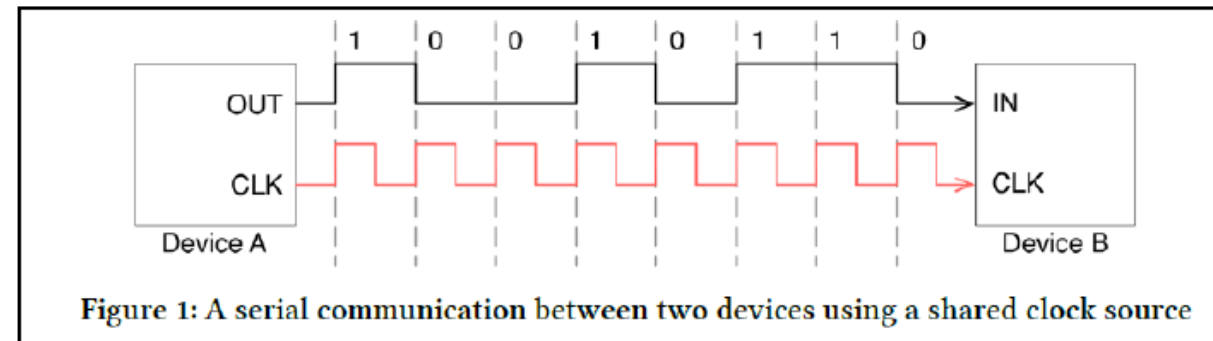 1 0 0 1 0 1 1 0
OUT IN
CLK CLK
Device A Device B
Figure 1: A serial communication between two devices using a shared clock source